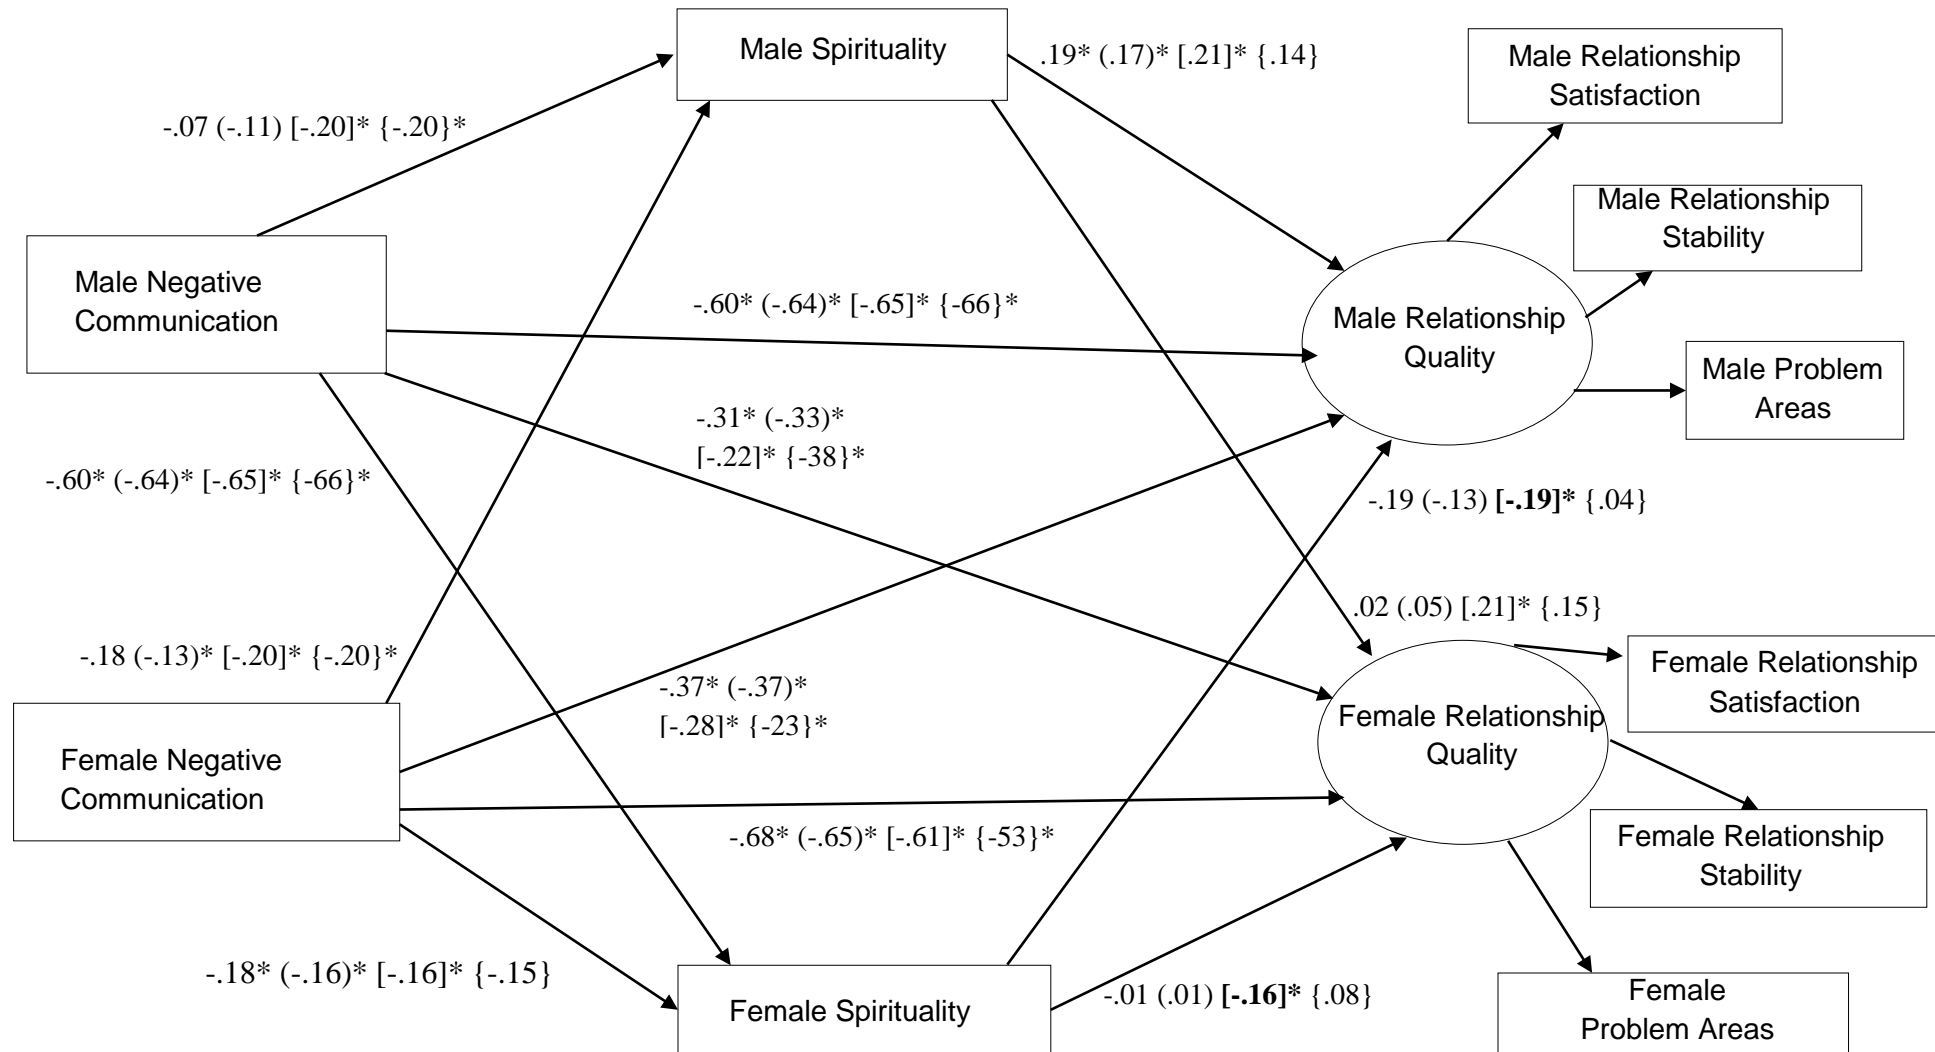 Male Spirituality
.19* (.17)* [.21]* {.14}
Male Relationship
Satisfaction
-.07 (-.11) [-.20]* {-.20}*
Male Relationship
Stability
Male Negative
Communication
-.60* (-.64)* [-.65]* {-66}*
Male Relationship
Quality
Male Problem
Areas
-.31* (-.33)*
[-.22]* {-38}*
-.60* (-.64)* [-.65]* {-66}*
-.19 (-.13) [-.19]* {.04}
.02 (.05) [.21]* {.15}
-.18 (-.13)* [-.20]* {-.20}*
Female Relationship
Satisfaction
-.37* (-.37)*
[-.28]* {-23}*
Female Relationship
Quality
Female Negative
Communication
-.68* (-.65)* [-.61]* {-53}*
Female Relationship
Stability
-.18* (-.16)* [-.16]* {-.15}
Female Spirituality
-.01 (.01) [-.16]* {.08}
Female
Problem Areas